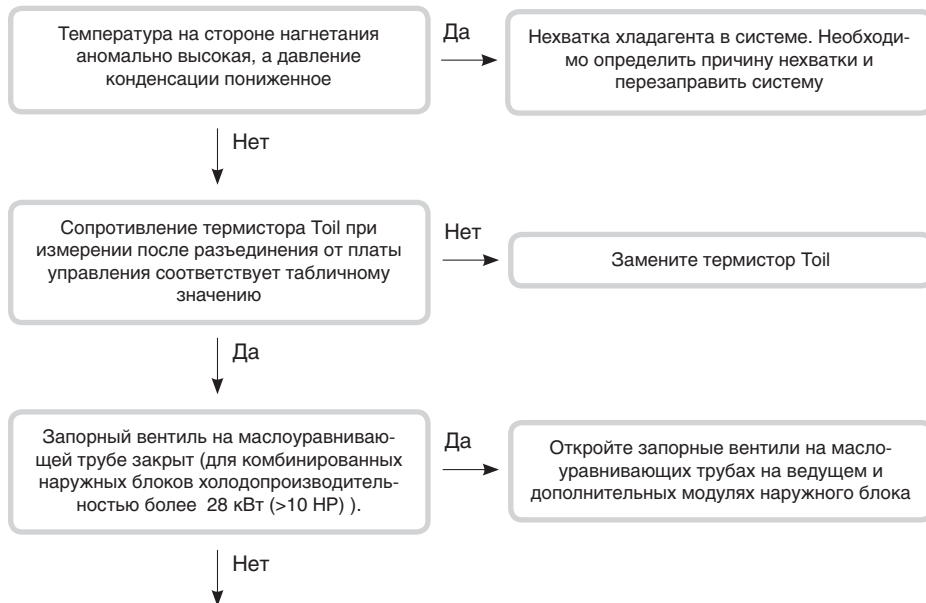 Температура на стороне нагнетания
аномально высокая, а давление
конденсации пониженное
Да
Нехватка хладагента в системе. Необходи-
мо определить причину нехватки и
перезаправить систему
Нет
Сопротивление термистора Toil при
измерении после разъединения от платы
управления соответствует табличному
значению
Нет
Замените термистор Toil
Да
Запорный вентиль на маслоуравниваю-
щей трубе закрыт (для комбинированных
наружных блоков холодопроизводитель-
ностью более 28 кВт (>10 HP) ).
Да
Откройте запорные вентили на масло-
уравнивающих трубах на ведущем и
дополнительных модулях наружного блока
Нет